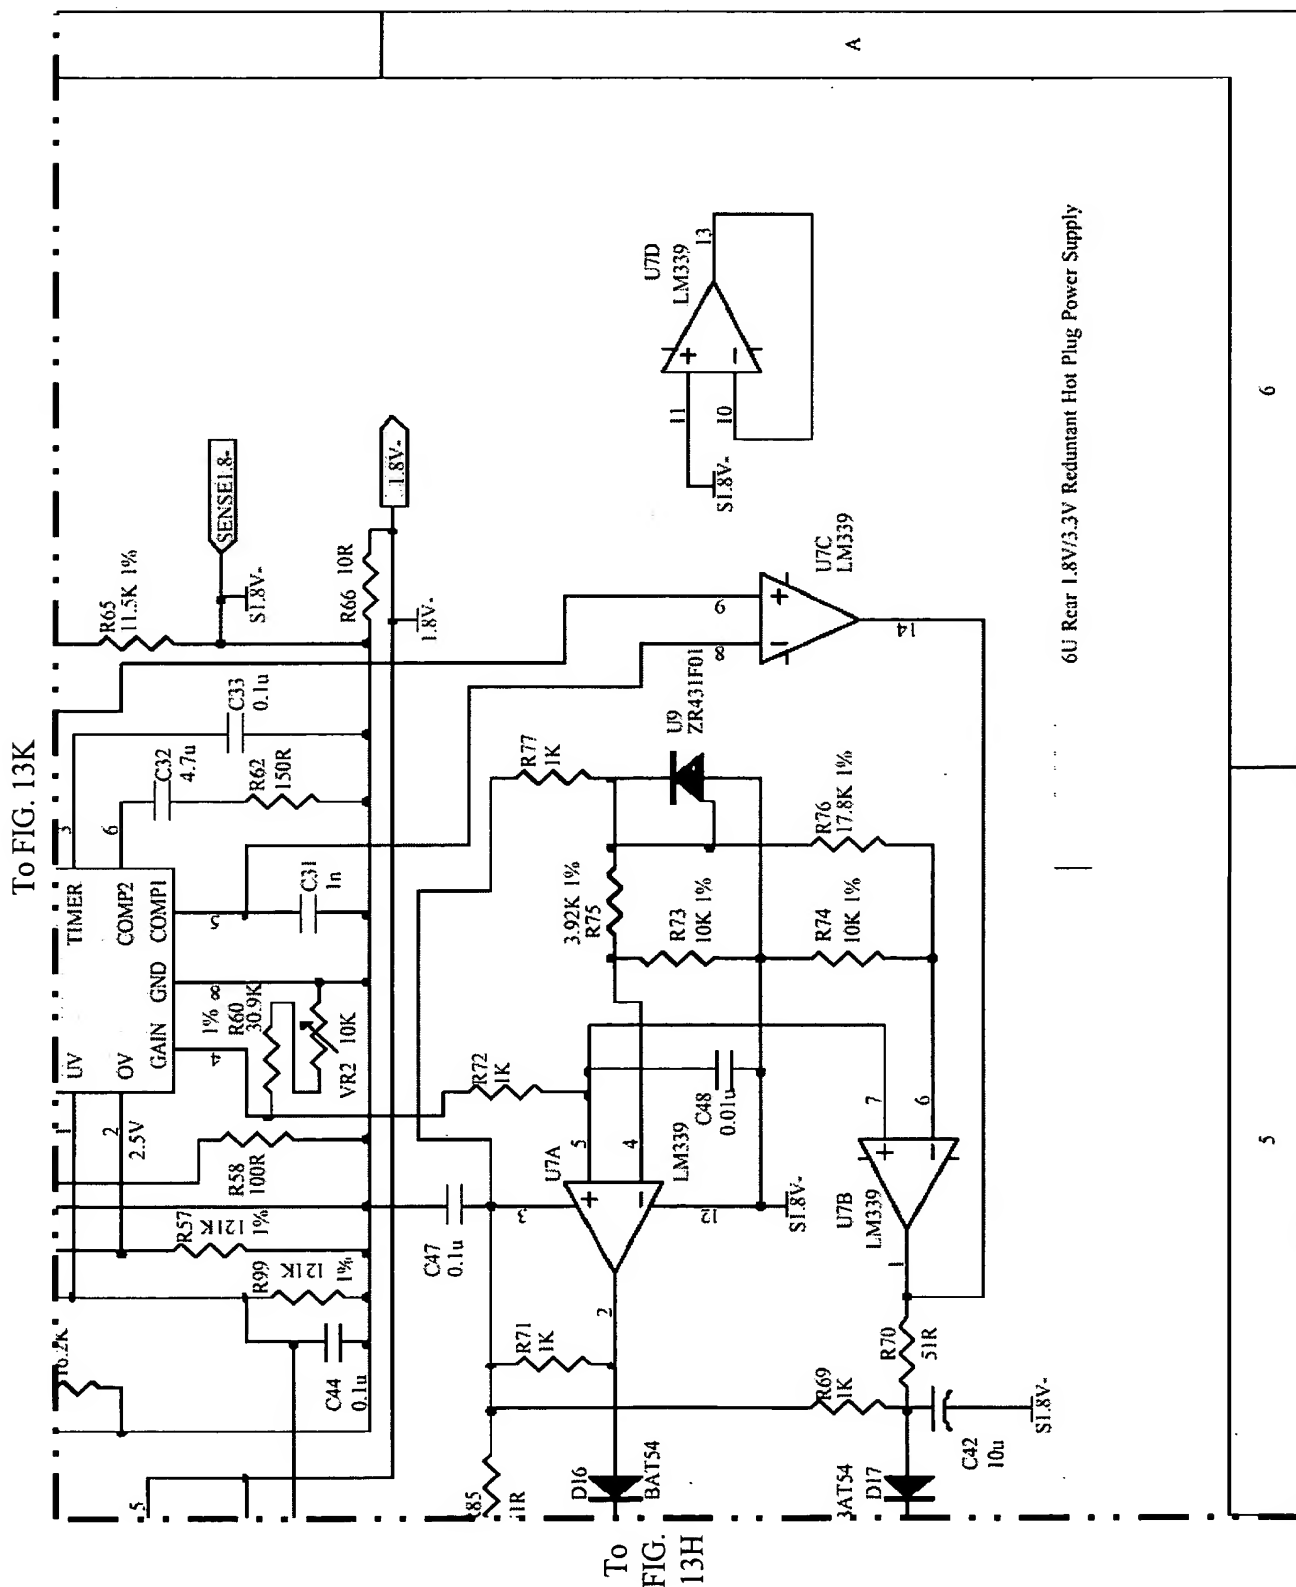 To FIG. 13K
A
6
5
To
FIG.
13H
R65
11.5K 1%
SENSE1.8-
S1.8V-
R66 10R
1.8V-
1.8V-
C33
0.1u
C32
4.7u
R62
150R
3
6
TIMER
COMP2
COMP1
GND
GAIN
UV
OV
5
8
4
1
2
2.5V
C31
1n
1%
R60
30.9K
10K
VR2
R58
100R
R57
121K
1%
R99
121K
1%
16.2K
C44
0.1u
5
C47
0.1u
R72
1K
R77
1K
U9
ZR431F01
3.92K 1%
R75
R73
10K 1%
R76
17.8K 1%
R74
10K 1%
C48
0.01u
U7A
LM339
5
4
3
12
2
S1.8V-
R71
1K
D16
BAT54
R69
1K
R70
51R
C42
10u
S1.8V-
D17
U7B
LM339
7
6
1
U7C
LM339
9
8
14
U7D
LM339
11
10
13
S1.8V-
6U Rear 1.8V/3.3V Reduntant Hot Plug Power Supply